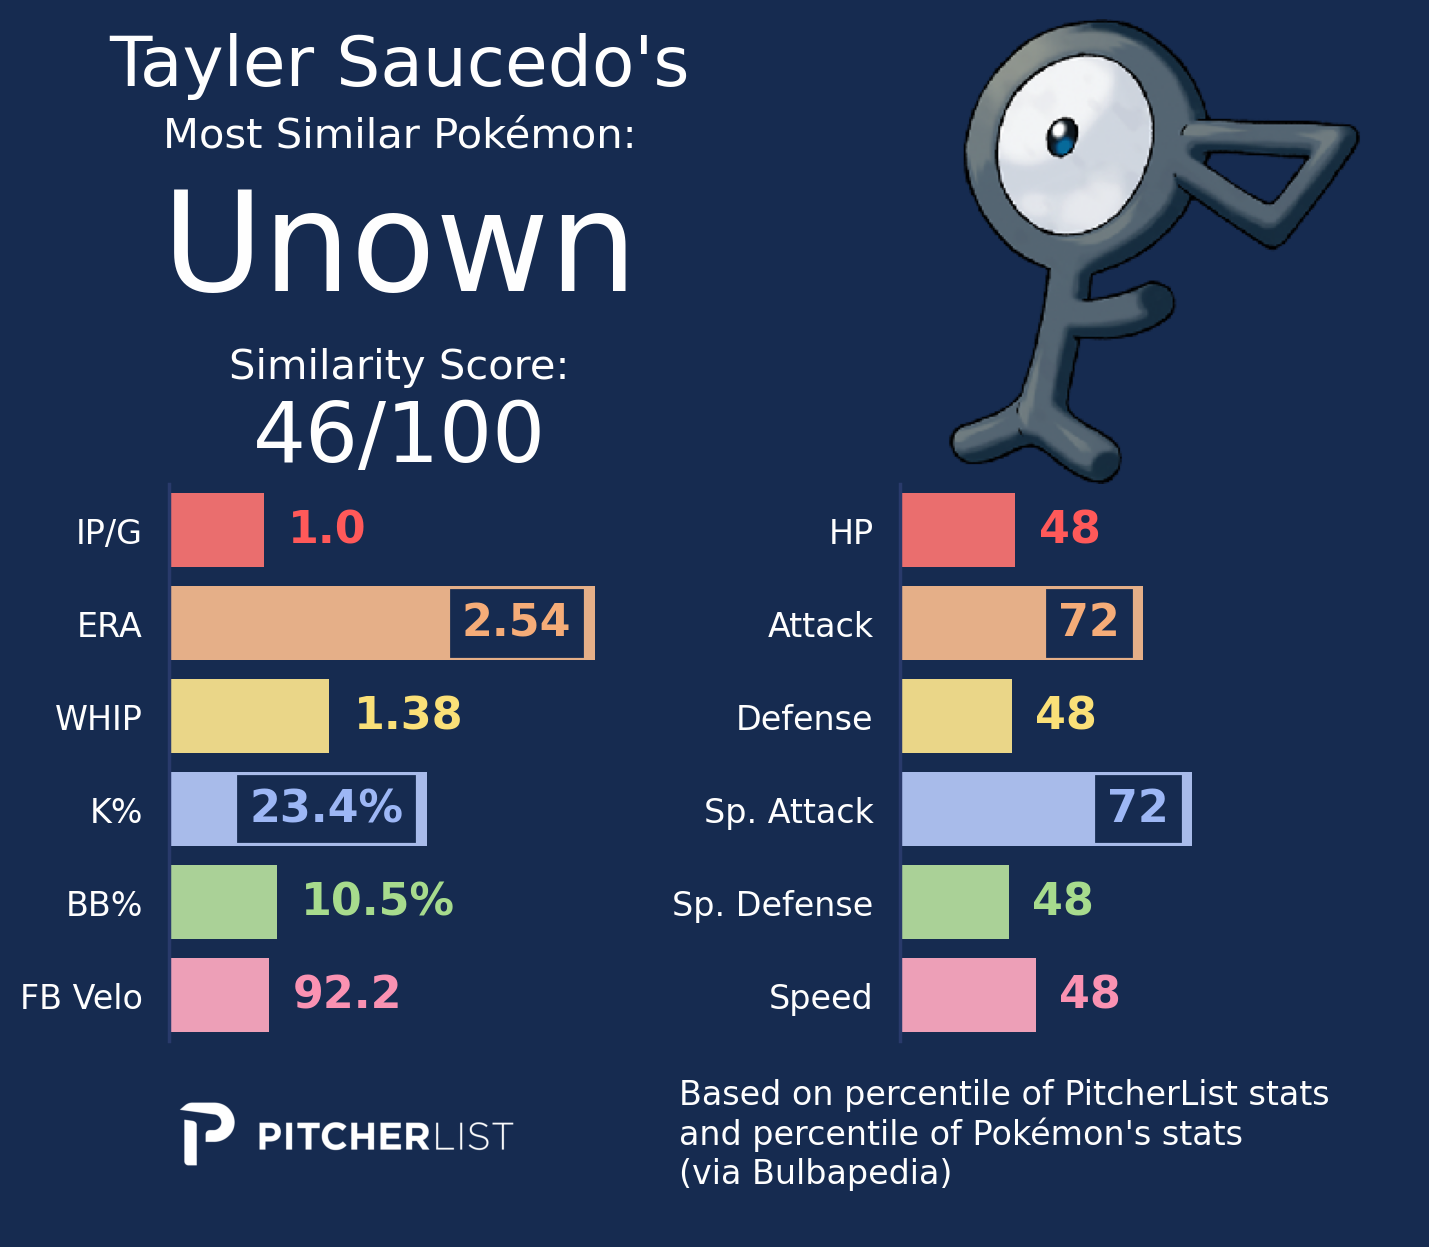 Tayler Saucedo's
Most Similar Pokémon:
Unown
Similarity Score:
46/100
IP/G 1.0
ERA 2.54
WHIP 1.38
K% 23.4%
BB% 10.5%
FB Velo 92.2
HP 48
Attack 72
Defense 48
Sp. Attack 72
Sp. Defense 48
Speed 48
PITCHERLIST
Based on percentile of PitcherList stats
and percentile of Pokémon's stats
(via Bulbapedia)